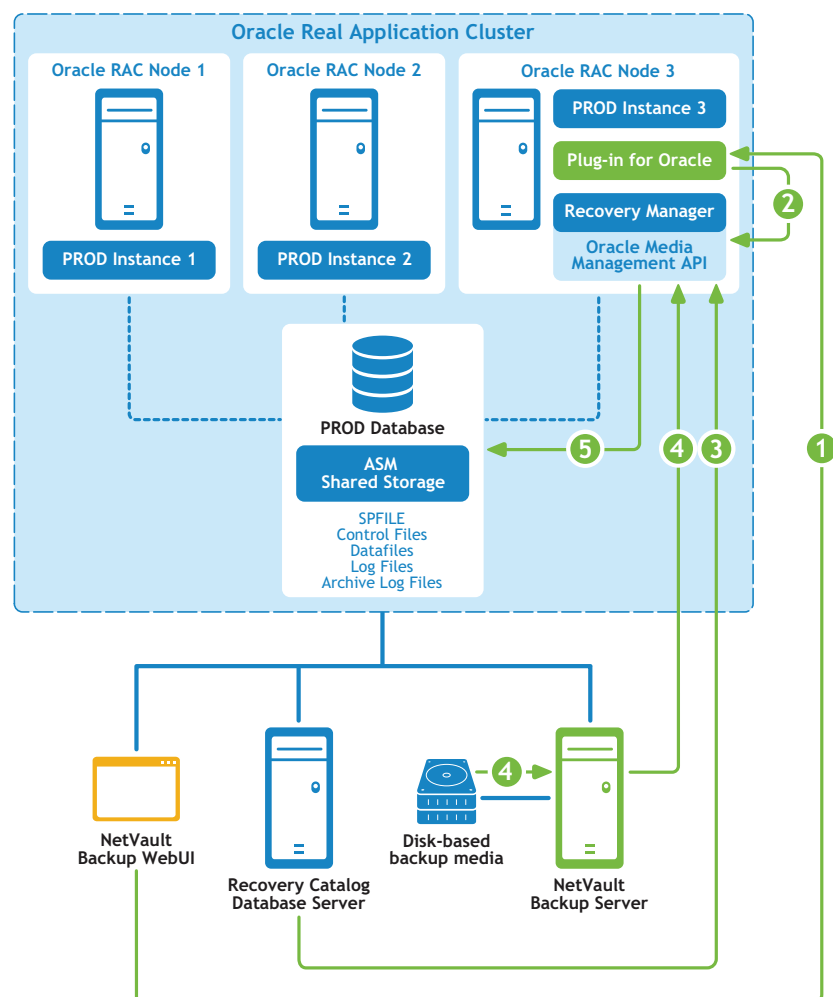 Oracle Real Application Cluster
Oracle RAC Node 1
Oracle RAC Node 2
Oracle RAC Node 3
PROD Instance 3
Plug-in for Oracle
2
Recovery Manager
Oracle Media
Management API
PROD Instance 1
PROD Instance 2
PROD Database
ASM
Shared Storage
SPFILE
Control Files
Datafiles
Log Files
Archive Log Files
5
4
3
1
4
NetVault
Backup WebUI
Recovery Catalog
Database Server
Disk-based
backup media
NetVault
Backup Server